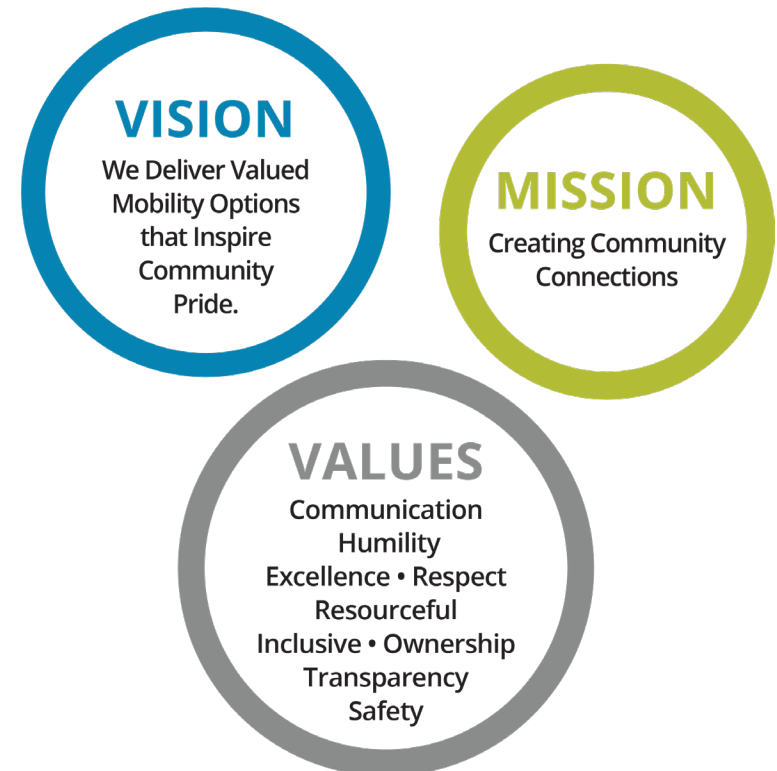 VISION
We Deliver Valued
Mobility Options
that Inspire
Community
Pride.
MISSION
Creating Community
Connections
VALUES
Communication
Humility
Excellence • Respect
Resourceful
Inclusive • Ownership
Transparency
Safety